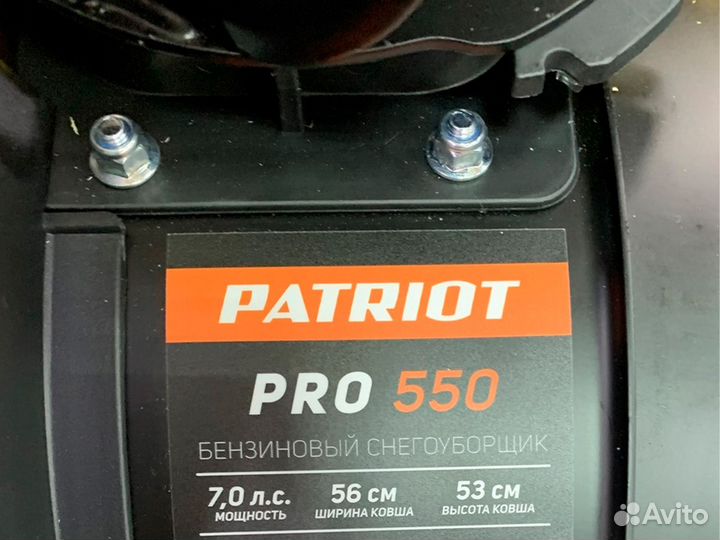 PATRIOT
PRO 550
БЕНЗИНОВЫЙ СНЕГОУБОРЩИК
7,0 л.с. 56 см 53 см
МОЩНОСТЬ ШИРИНА КОВША ВЫСОТА КОВША
Avito